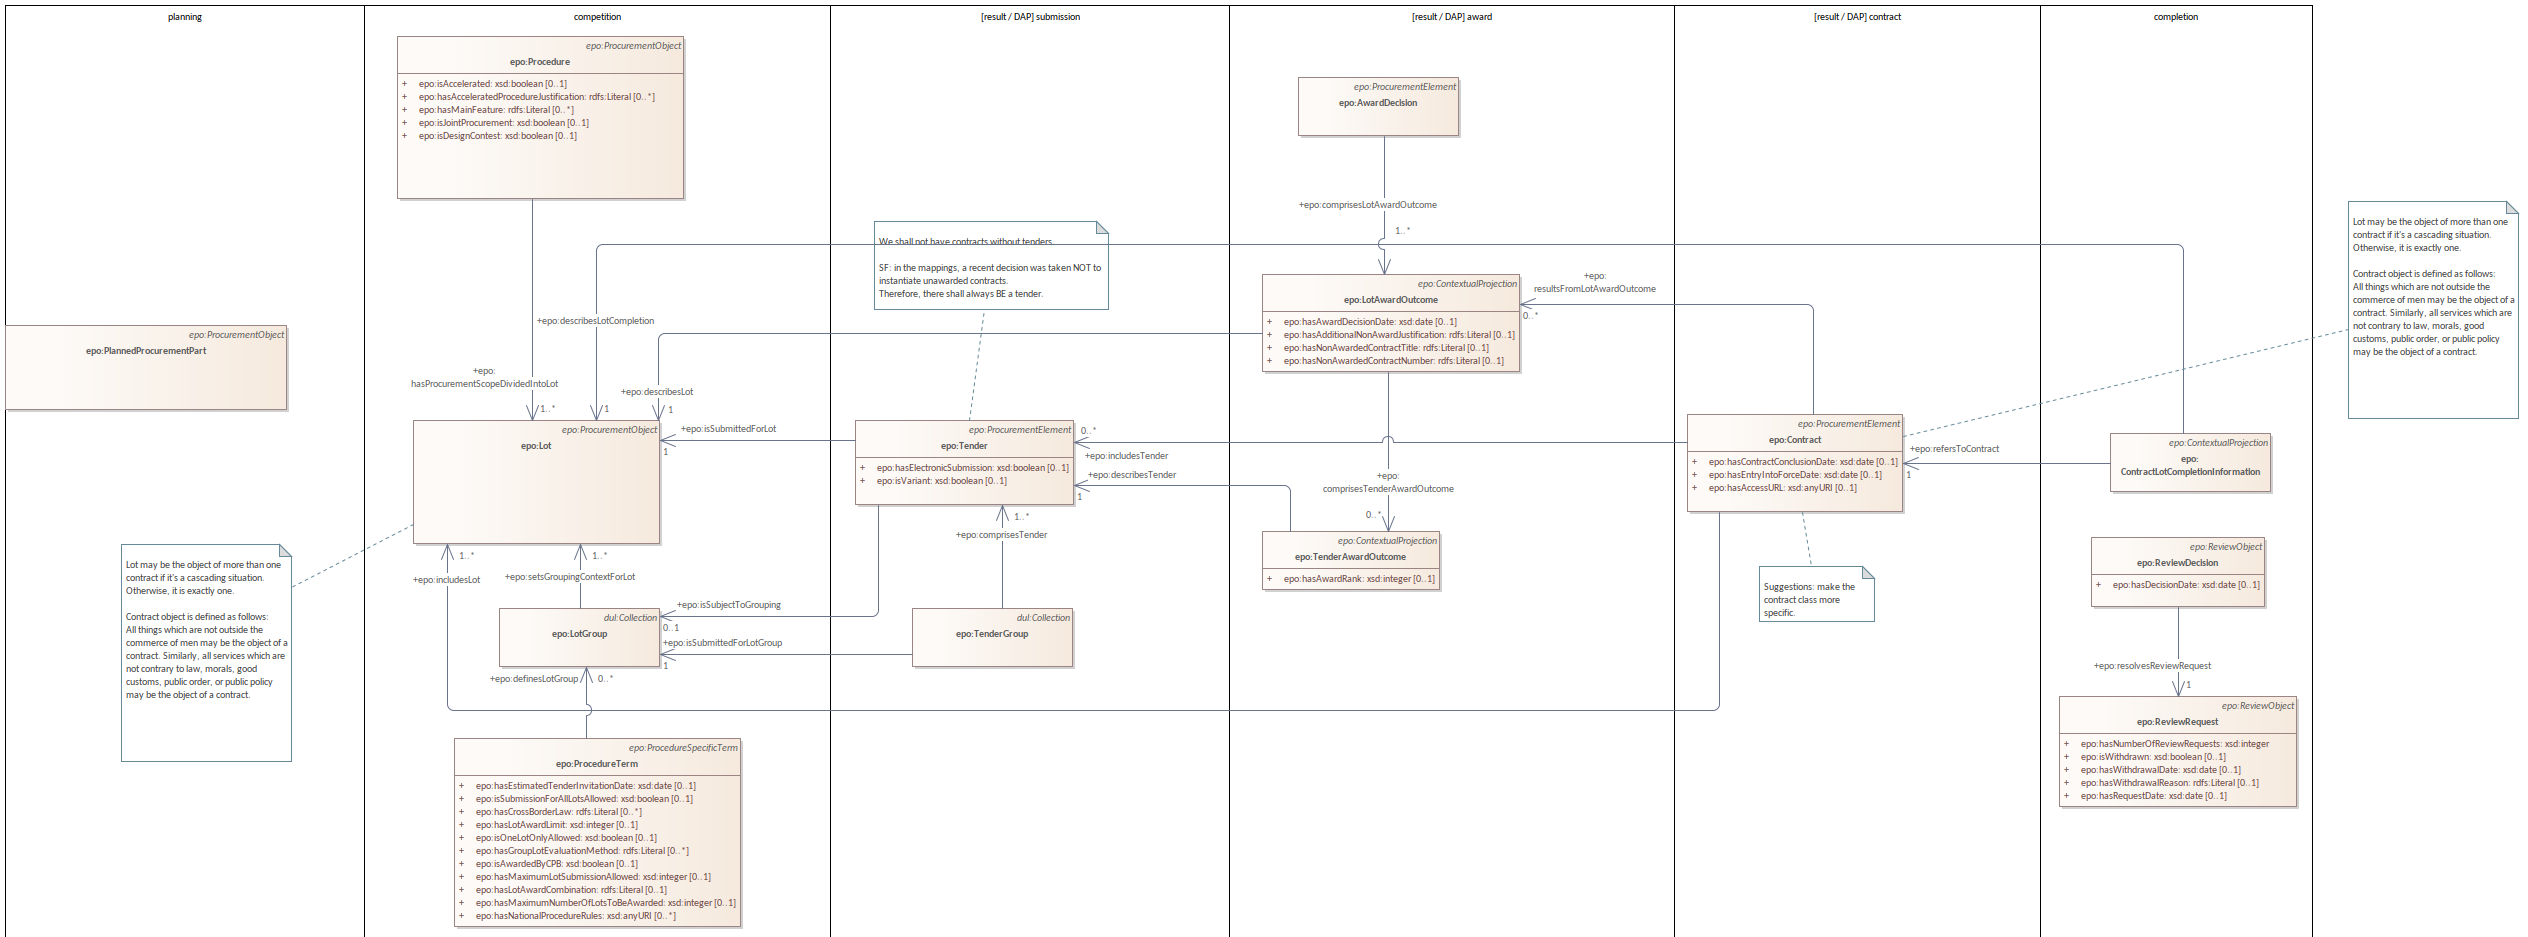 planning
competition
[result / DAP] submission
[result / DAP] award
[result / DAP] contract
completion
epo:ProcurementObject
epo:PlannedProcurementPart
Lot may be the object of more than one
contract if it's a cascading situation.
Otherwise, it is exactly one.
Contract object is defined as follows:
All things which are not outside the
commerce of men may be the object of a
contract. Similarly, all services which are
not contrary to law, morals, good
customs, public order, or public policy
may be the object of a contract.
epo:ProcurementObject
epo:Procedure
+ epo:isAccelerated: xsd:boolean [0..1]
+ epo:hasAcceleratedProcedureJustification: rdfs:Literal [0..*]
+ epo:hasMainFeature: rdfs:Literal [0..*]
+ epo:isJointProcurement: xsd:boolean [0..1]
+ epo:isDesignContest: xsd:boolean [0..1]
+epo:describesLotCompletion
+epo:
hasProcurementScopeDividedIntoLot
+epo:describesLot
1..*
1
1
epo:ProcurementObject
epo:Lot
+epo:isSubmittedForLot
1
1..*
1..*
+epo:includesLot
+epo:setsGroupingContextForLot
dul:Collection
epo:LotGroup
+epo:isSubjectToGrouping
0..1
+epo:isSubmittedForLotGroup
1
+epo:definesLotGroup
0..*
epo:ProcedureSpecificTerm
epo:ProcedureTerm
+ epo:hasEstimatedTenderInvitationDate: xsd:date [0..1]
+ epo:isSubmissionForAllLotsAllowed: xsd:boolean [0..1]
+ epo:hasCrossBorderLaw: rdfs:Literal [0..*]
+ epo:hasLotAwardLimit: xsd:integer [0..1]
+ epo:isOneLotOnlyAllowed: xsd:boolean [0..1]
+ epo:hasGroupLotEvaluationMethod: rdfs:Literal [0..*]
+ epo:isAwardedByCPB: xsd:boolean [0..1]
+ epo:hasMaximumLotSubmissionAllowed: xsd:integer [0..1]
+ epo:hasLotAwardCombination: rdfs:Literal [0..1]
+ epo:hasMaximumNumberOfLotsToBeAwarded: xsd:integer [0..1]
+ epo:hasNationalProcedureRules: xsd:anyURI [0..*]
We shall not have contracts without tenders.
SF: in the mappings, a recent decision was taken NOT to
instantiate unawarded contracts.
Therefore, there shall always BE a tender.
epo:ProcurementElement
epo:Tender
+ epo:hasElectronicSubmission: xsd:boolean [0..1]
+ epo:isVariant: xsd:boolean [0..1]
0..*
+epo:includesTender
+epo:describesTender
1
1..*
+epo:comprisesTender
dul:Collection
epo:TenderGroup
epo:ProcurementElement
epo:AwardDecision
+epo:comprisesLotAwardOutcome
1..*
epo:ContextualProjection
epo:LotAwardOutcome
+ epo:hasAwardDecisionDate: xsd:date [0..1]
+ epo:hasAdditionalNonAwardJustification: rdfs:Literal [0..1]
+ epo:hasNonAwardedContractTitle: rdfs:Literal [0..1]
+ epo:hasNonAwardedContractNumber: rdfs:Literal [0..1]
+epo:
resultsFromLotAwardOutcome
0..*
+epo:
comprisesTenderAwardOutcome
0..*
epo:ContextualProjection
epo:TenderAwardOutcome
+ epo:hasAwardRank: xsd:integer [0..1]
epo:ProcurementElement
epo:Contract
+ epo:hasContractConclusionDate: xsd:date [0..1]
+ epo:hasEntryIntoForceDate: xsd:date [0..1]
+ epo:hasAccessURL: xsd:anyURI [0..1]
+epo:refersToContract
1
Suggestions: make the
contract class more
specific.
epo:ContextualProjection
epo:
ContractLotCompletionInformation
epo:ReviewObject
epo:ReviewDecision
+ epo:hasDecisionDate: xsd:date [0..1]
+epo:resolvesReviewRequest
1
epo:ReviewObject
epo:ReviewRequest
+ epo:hasNumberOfReviewRequests: xsd:integer
+ epo:isWithdrawn: xsd:boolean [0..1]
+ epo:hasWithdrawalDate: xsd:date [0..1]
+ epo:hasWithdrawalReason: rdfs:Literal [0..1]
+ epo:hasRequestDate: xsd:date [0..1]
Lot may be the object of more than one
contract if it's a cascading situation.
Otherwise, it is exactly one.
Contract object is defined as follows:
All things which are not outside the
commerce of men may be the object of a
contract. Similarly, all services which are
not contrary to law, morals, good
customs, public order, or public policy
may be the object of a contract.